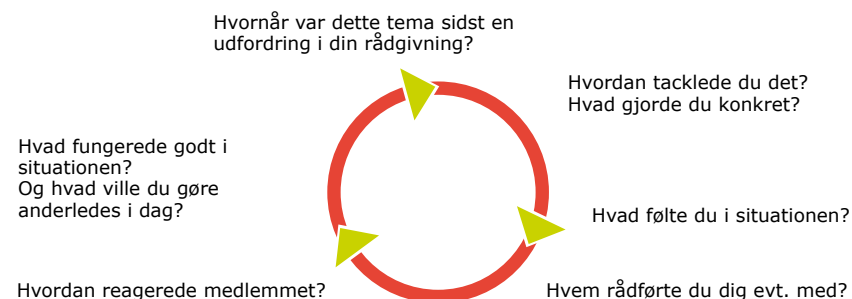 Hvornår var dette tema sidst en
udfordring i din rådgivning?
Hvordan tacklede du det?
Hvad gjorde du konkret?
Hvad følte du i situationen?
Hvem rådførte du dig evt. med?
Hvordan reagerede medlemmet?
Hvad fungerede godt i
situationen?
Og hvad ville du gøre
anderledes i dag?